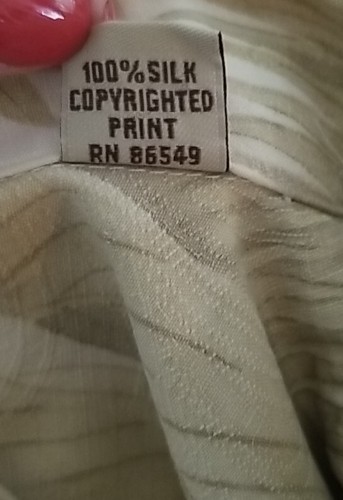 100% SILK
COPYRIGHTED
PRINT
RN 86549